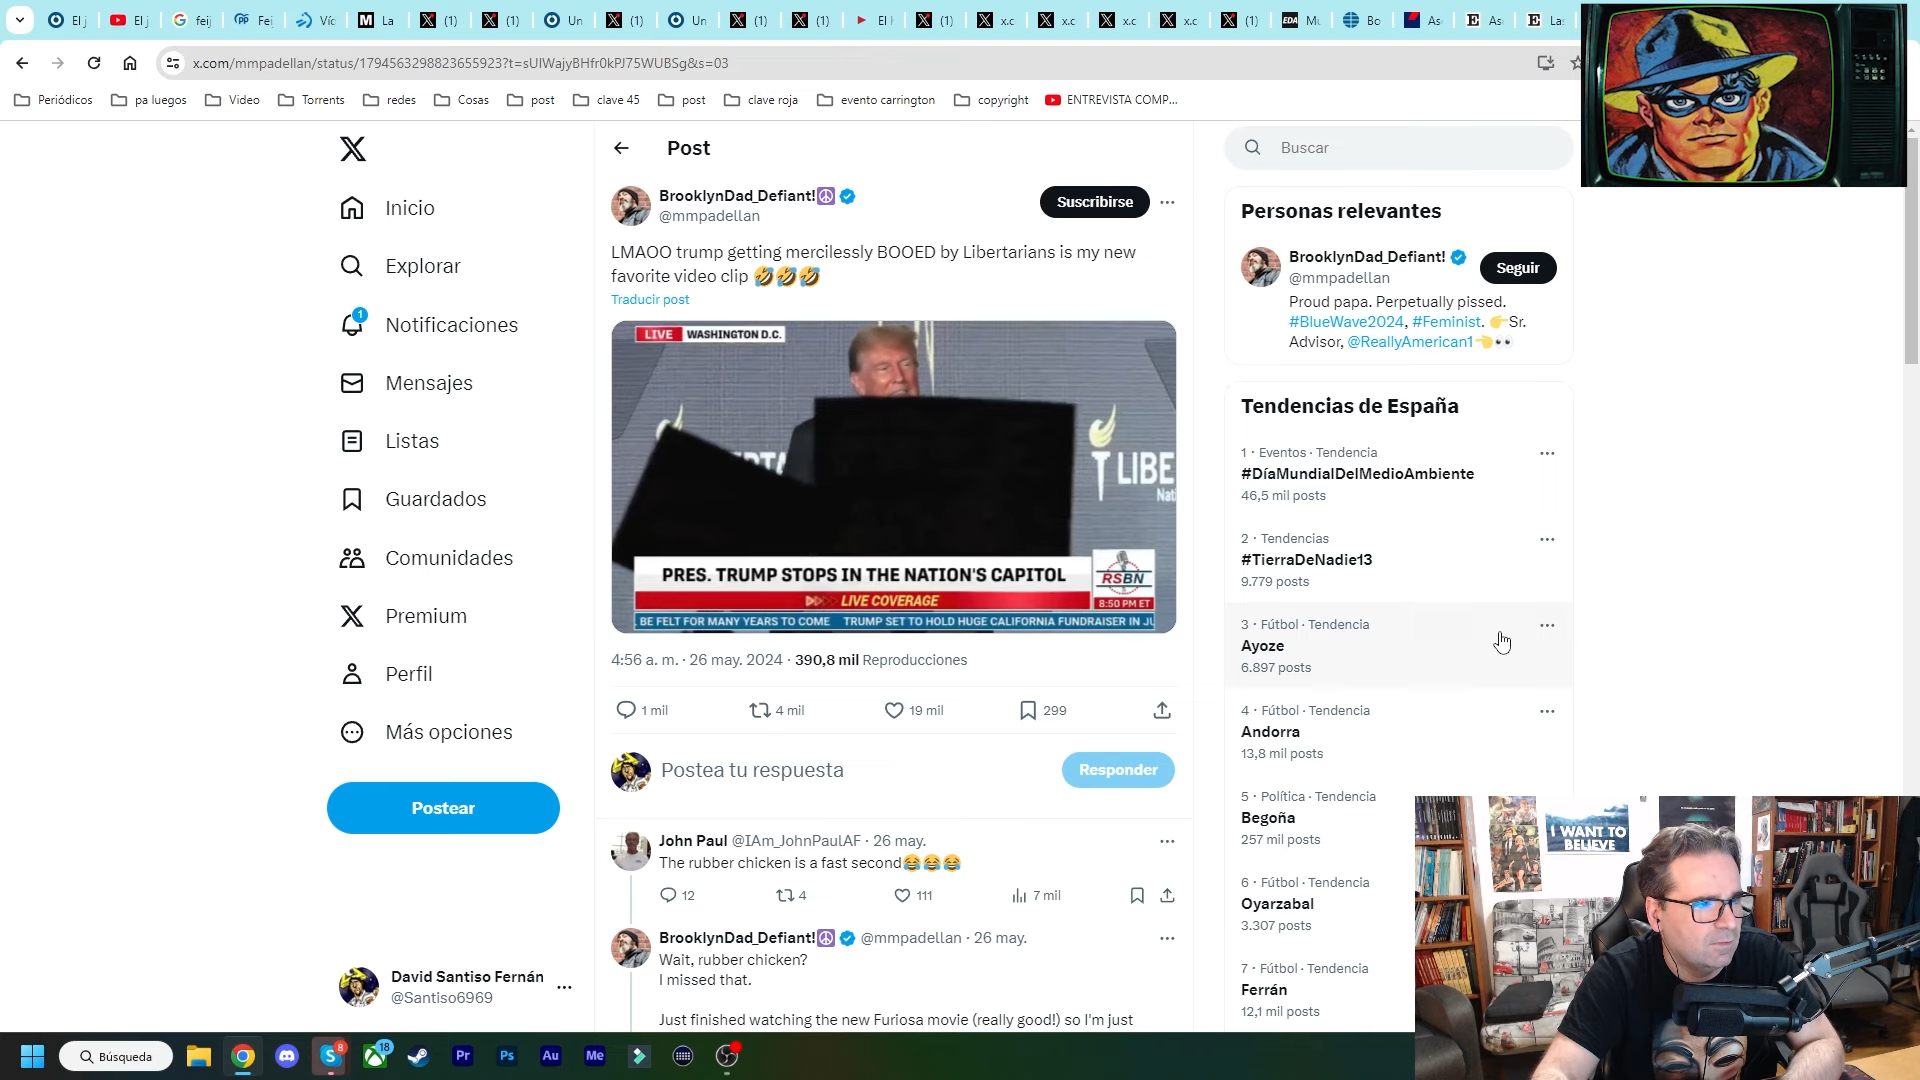 El j
El j
feij
Fei
Víc
La
(1)
(1)
Un
(1)
Un
(1)
(1)
El
(1)
x.c
x.c
x.c
x.c
(1)
EDA
Mu
Bo
As
As
La
x.com/mmpadellan/status/1794563298823655923?t=sUIWajyBHfr0kPJ75WUBSg&s=03
Periódicos
pa luegos
Video
Torrents
redes
Cosas
post
clave 45
post
clave roja
evento carrington
copyright
ENTREVISTA COMP...
Inicio
Explorar
1
Notificaciones
Mensajes
Listas
Guardados
Comunidades
Premium
Perfil
Más opciones
Postear
David Santiso Fernán
@Santiso6969
Post
BrooklynDad_Defiant!
@mmpadellan
Suscribirse
LMAOO trump getting mercilessly BOOED by Libertarians is my new
favorite video clip 🤣🤣🤣
Traducir post
LIVE WASHINGTON D.C.
LIBE
Nat
PRES. TRUMP STOPS IN THE NATION'S CAPITOL
RSBN
LIVE COVERAGE
8:50 PM ET
BE FELT FOR MANY YEARS TO COME TRUMP SET TO HOLD HUGE CALIFORNIA FUNDRAISER IN JU
4:56 a. m. · 26 may. 2024 · 390,8 mil Reproducciones
1 mil
4 mil
19 mil
299
Postea tu respuesta
Responder
John Paul @IAm_JohnPaulAF · 26 may.
The rubber chicken is a fast second😂😂😂
12
4
111
7 mil
BrooklynDad_Defiant! @mmpadellan · 26 may.
Wait, rubber chicken?
I missed that.
Just finished watching the new Furiosa movie (really good!) so I'm just
Buscar
Personas relevantes
BrooklynDad_Defiant!
@mmpadellan
Seguir
Proud papa. Perpetually pissed.
#BlueWave2024, #Feminist. 👉Sr.
Advisor, @ReallyAmerican1👈👀
Tendencias de España
1 · Eventos · Tendencia
#DíaMundialDelMedioAmbiente
46,5 mil posts
2 · Tendencias
#TierraDeNadie13
9.779 posts
3 · Fútbol · Tendencia
Ayoze
6.897 posts
4 · Fútbol · Tendencia
Andorra
13,8 mil posts
5 · Política · Tendencia
Begoña
257 mil posts
6 · Fútbol · Tendencia
Oyarzabal
3.307 posts
7 · Fútbol · Tendencia
Ferrán
12,1 mil posts
I WANT TO
BELIEVE
Búsqueda
8
18
Pr
Ps
Au
Me